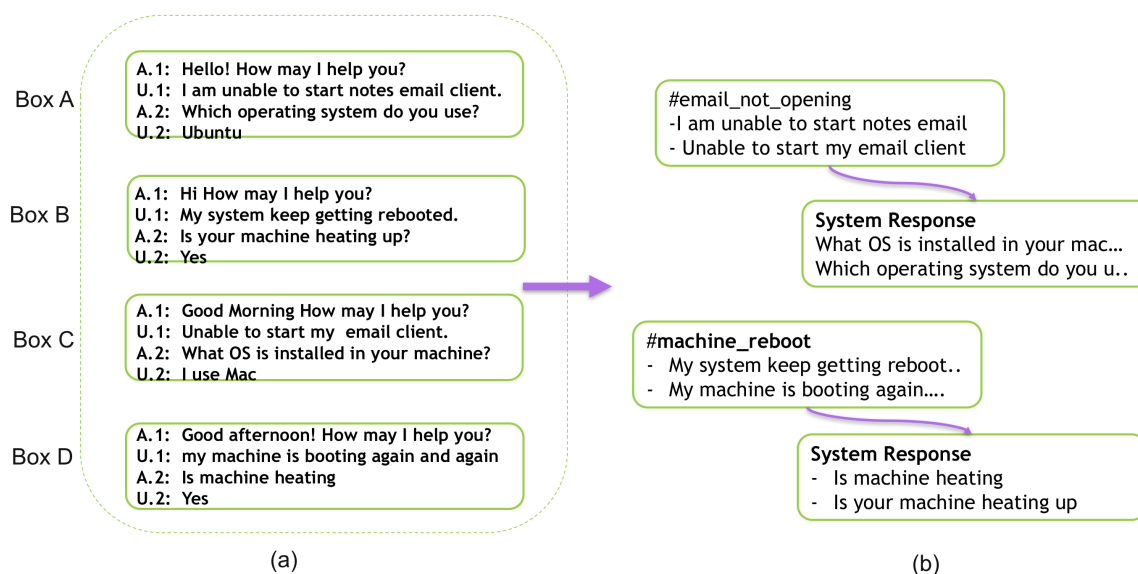 Box A
A.1: Hello! How may I help you?
U.1: I am unable to start notes email client.
A.2: Which operating system do you use?
U.2: Ubuntu
Box B
A.1: Hi How may I help you?
U.1: My system keep getting rebooted.
A.2: Is your machine heating up?
U.2: Yes
Box C
A.1: Good Morning How may I help you?
U.1: Unable to start my email client.
A.2: What OS is installed in your machine?
U.2: I use Mac
Box D
A.1: Good afternoon! How may I help you?
U.1: my machine is booting again and again
A.2: Is machine heating
U.2: Yes
(a)
#email_not_opening
-I am unable to start notes email
- Unable to start my email client
System Response
What OS is installed in your mac...
Which operating system do you u..
#machine_reboot
- My system keep getting reboot..
- My machine is booting again....
System Response
- Is machine heating
- Is your machine heating up
(b)